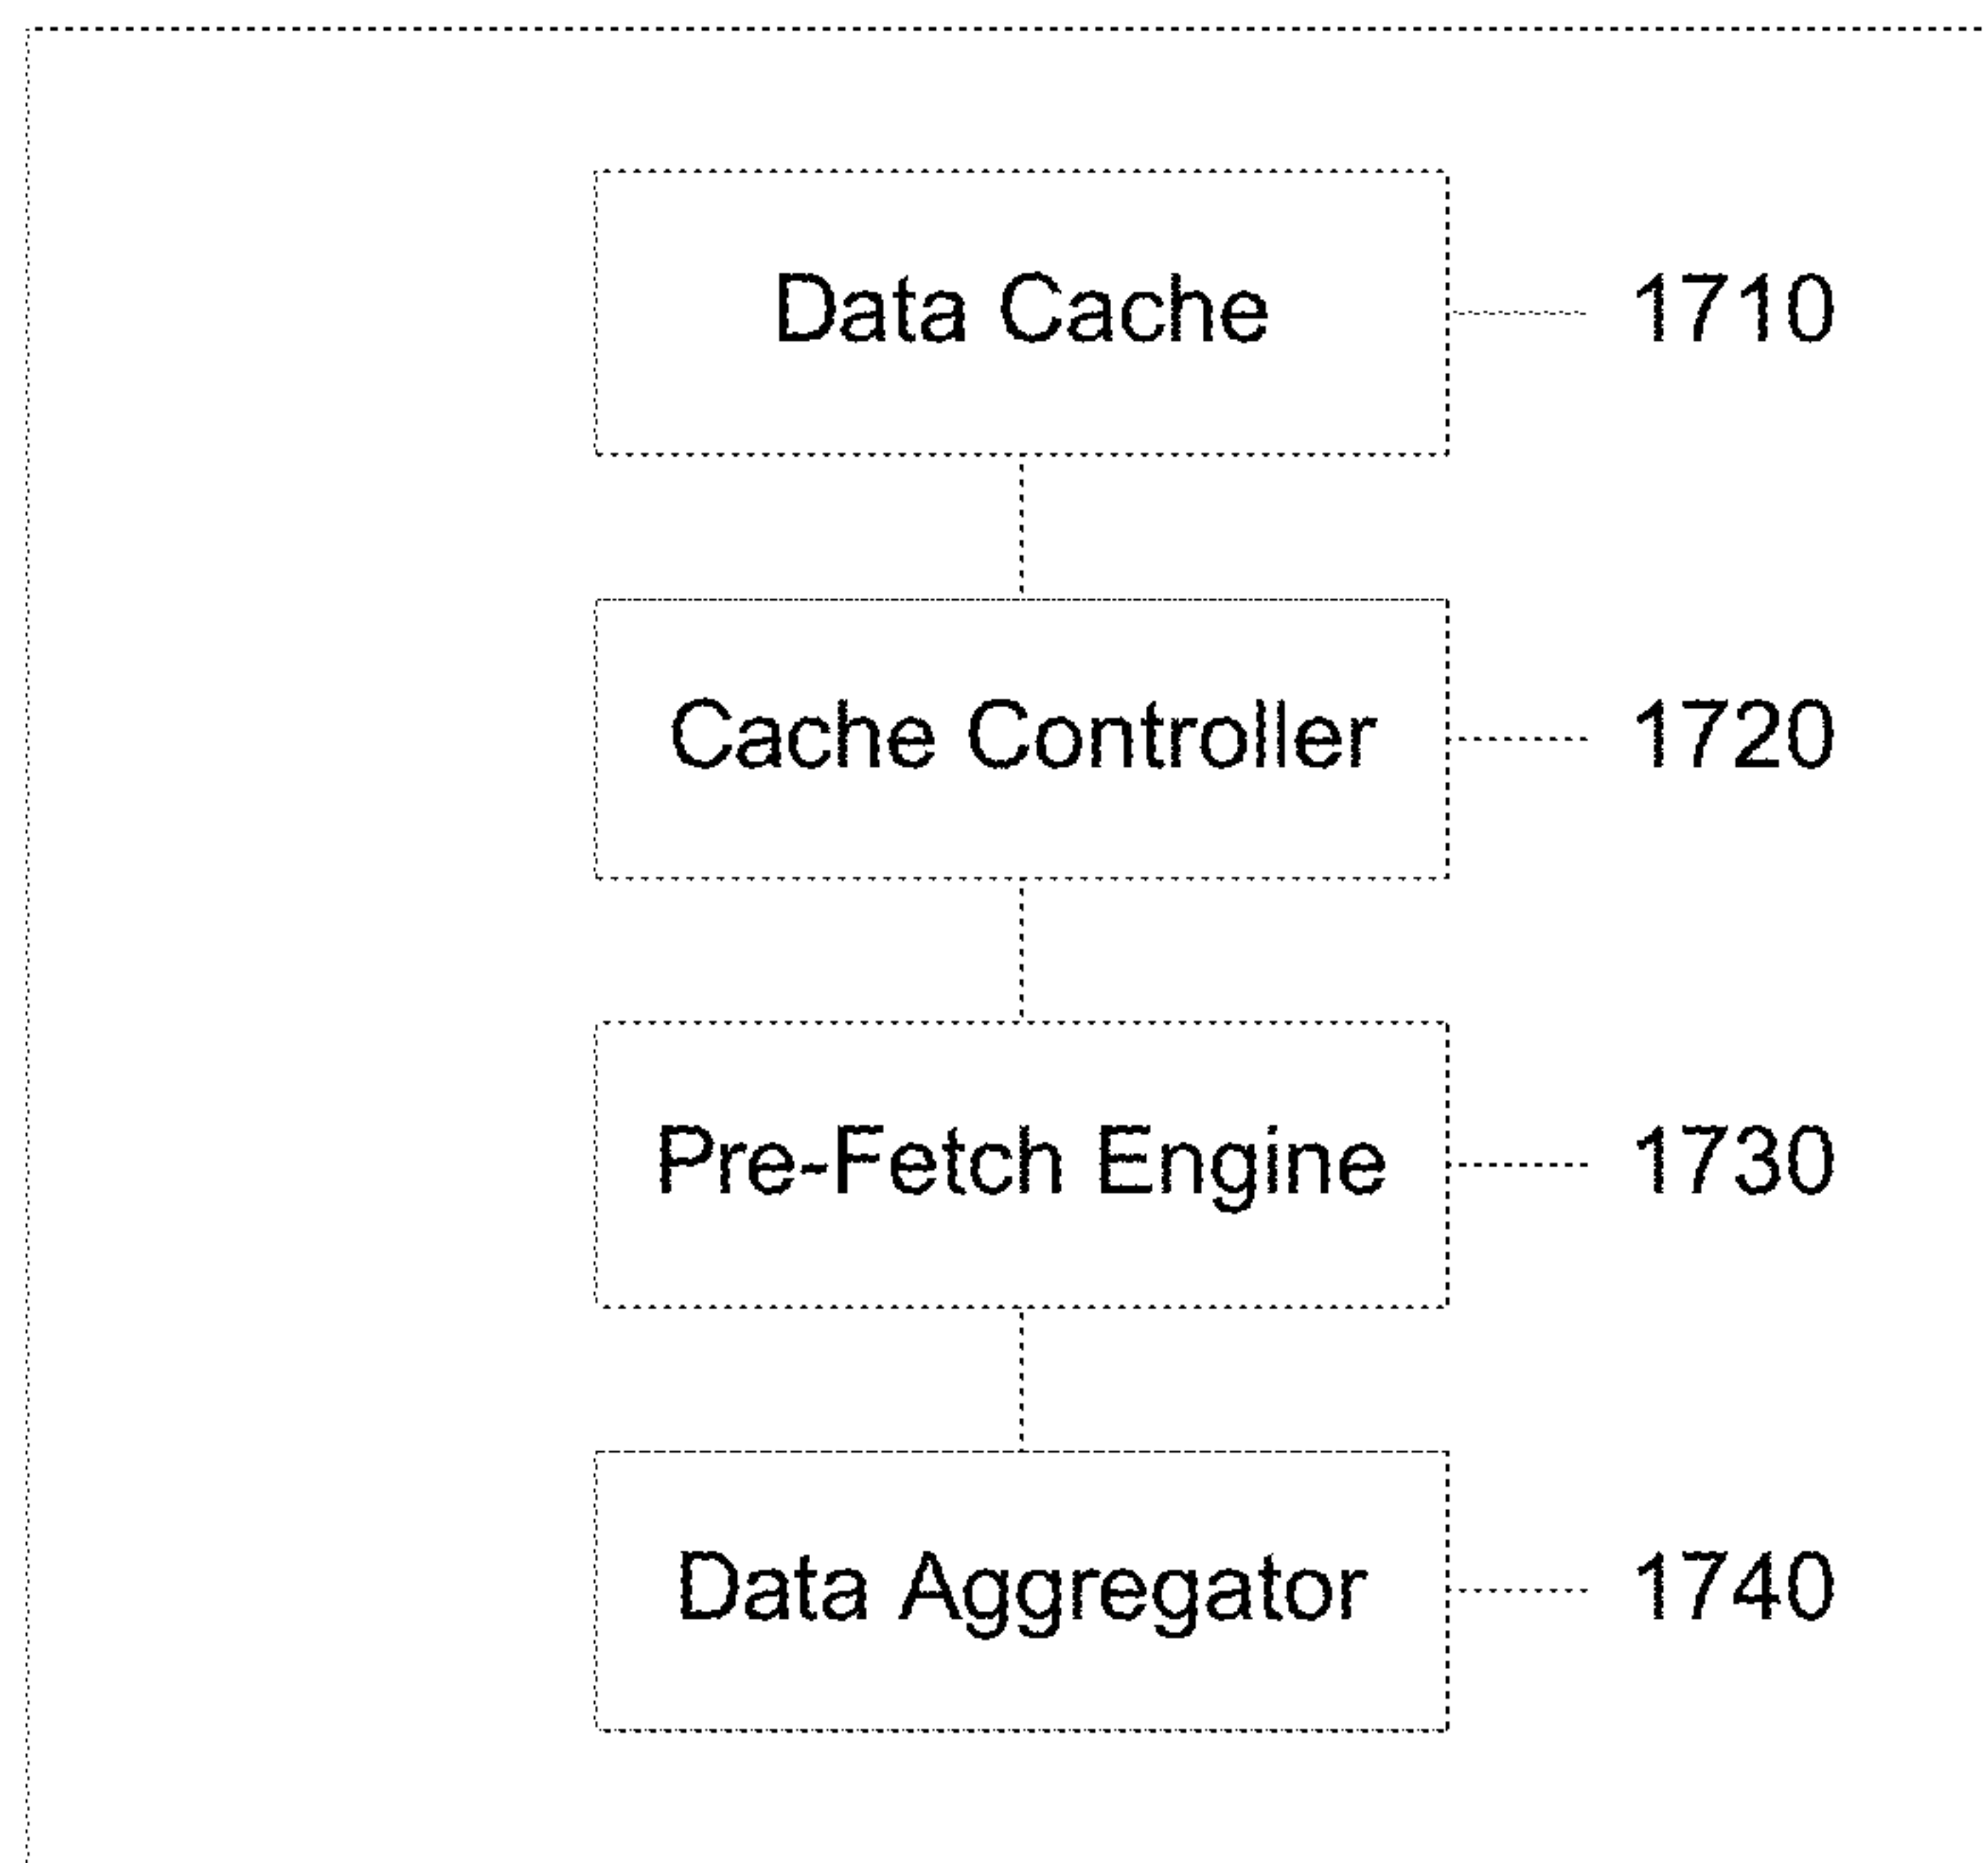 Data Cache 1710
Cache Controller 1720
Pre-Fetch Engine 1730
Data Aggregator 1740